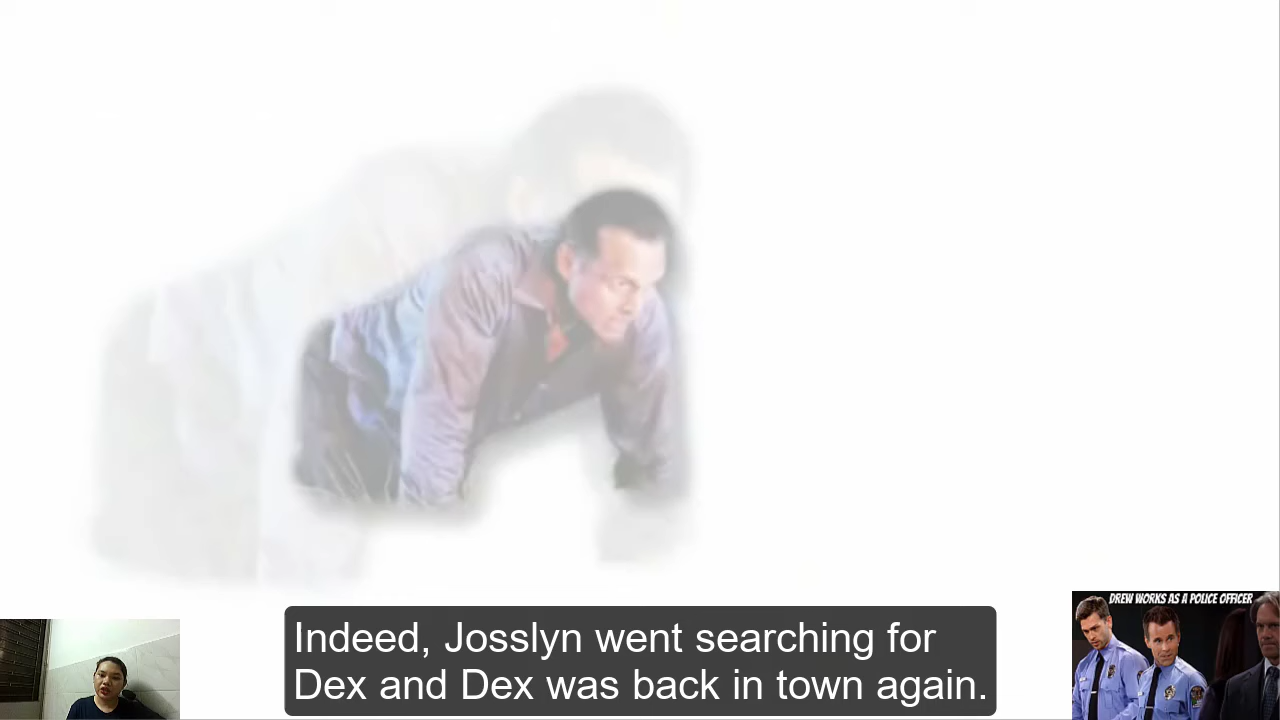 DREW WORKS AS A POLICE OFFICER
Indeed, Josslyn went searching for
Dex and Dex was back in town again.